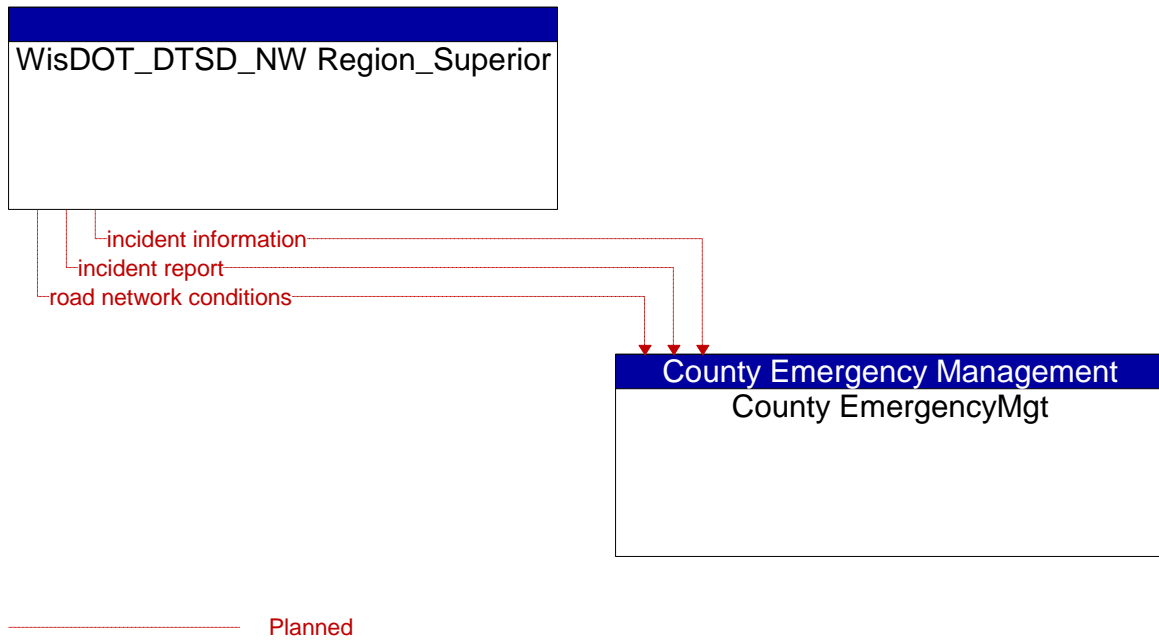 WisDOT_DTSD_NW Region_Superior
incident information
incident report
road network conditions
County Emergency Management
County EmergencyMgt
Planned